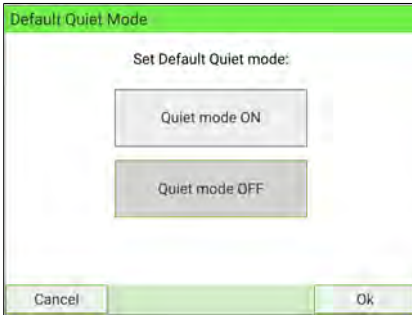 Default Quiet Mode
Set Default Quiet mode:
Quiet mode ON
Quiet mode OFF
Cancel
Ok